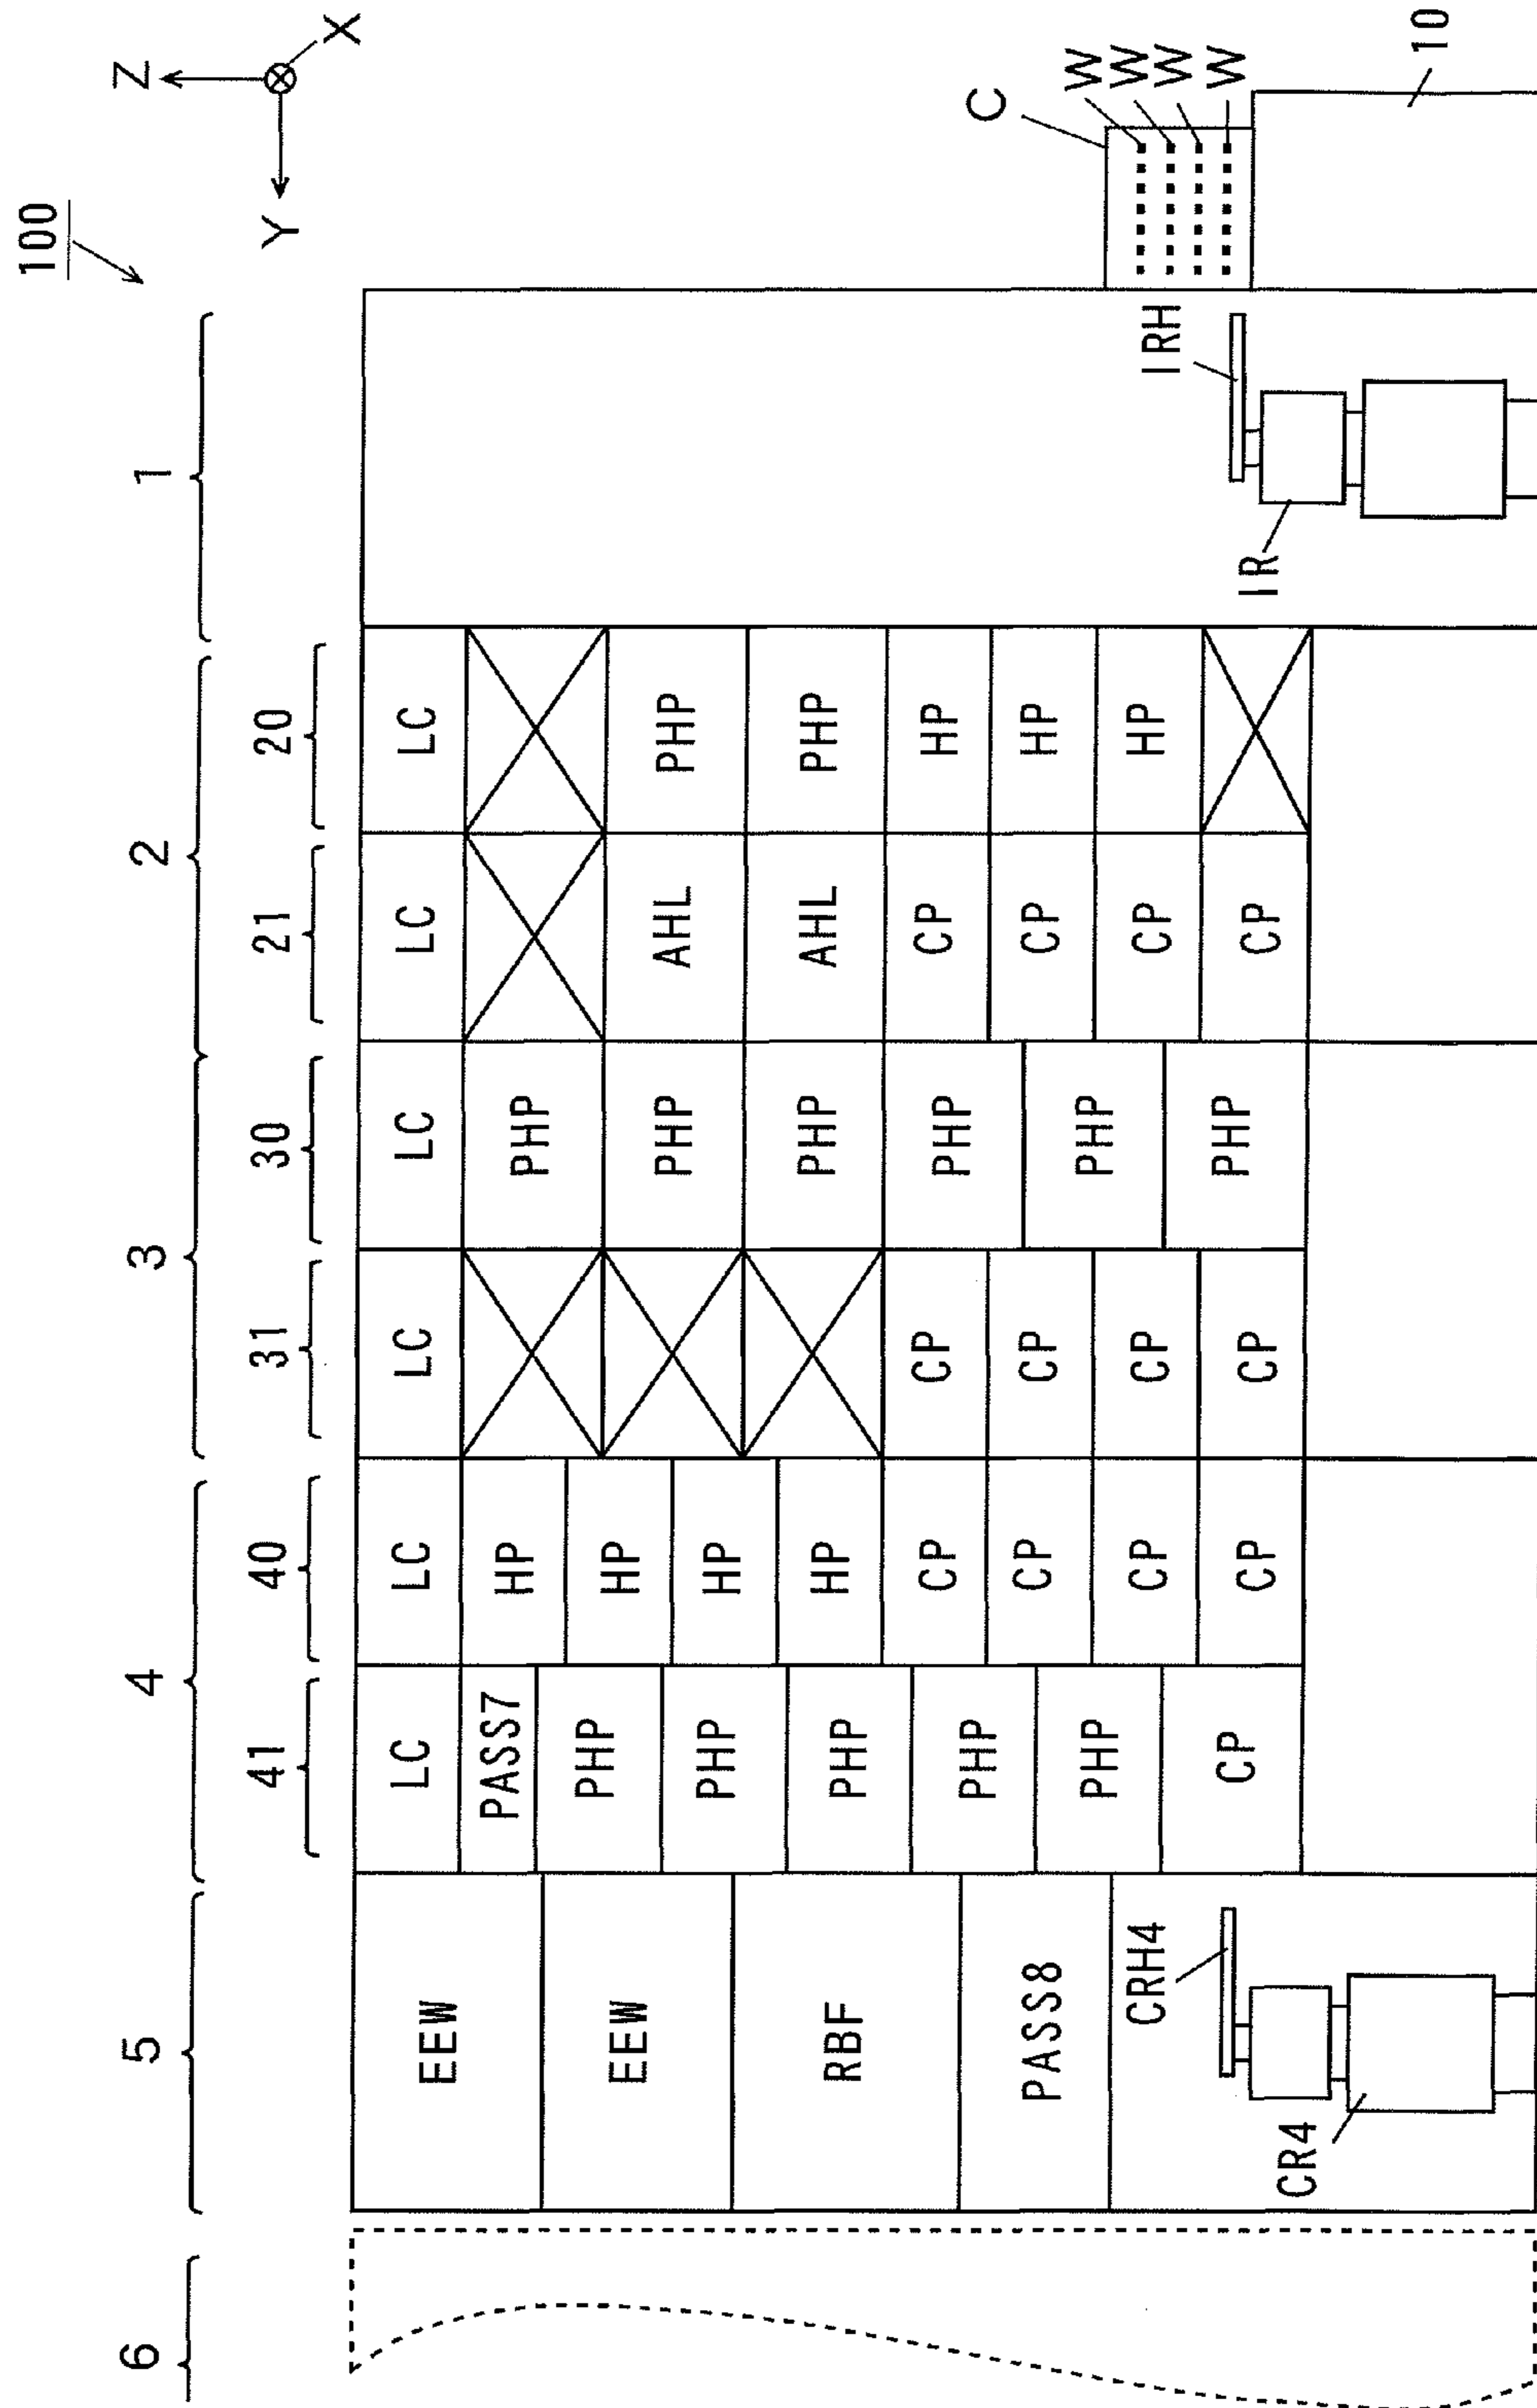 100
Z
X
Y
6
5
4
3
2
1
41
40
31
30
21
20
EEW
EEW
RBF
PASS8
CRH4
CR4
LC
PASS7
PHP
PHP
PHP
PHP
PHP
CP
LC
HP
HP
HP
HP
CP
CP
CP
CP
LC
CP
CP
CP
CP
LC
PHP
PHP
PHP
PHP
PHP
PHP
LC
AHL
AHL
CP
CP
CP
CP
LC
PHP
PHP
HP
HP
HP
IRH
IR
C
W
W
W
W
10